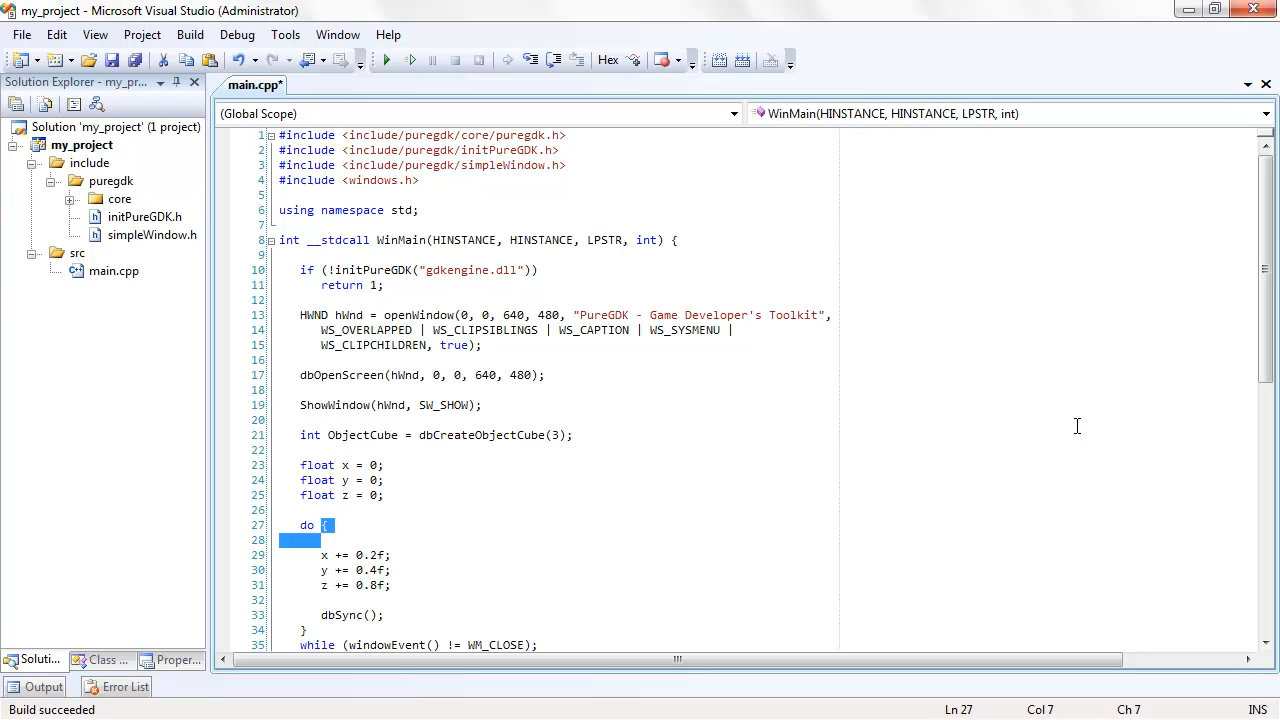 my_project - Microsoft Visual Studio (Administrator)
File Edit View Project Build Debug Tools Window Help
Hex
Solution Explorer - my_pr...
main.cpp*
(Global Scope)
WinMain(HINSTANCE, HINSTANCE, LPSTR, int)
Solution 'my_project' (1 project)
my_project
include
puregdk
core
initPureGDK.h
simpleWindow.h
src
main.cpp
1 #include <include/puregdk/core/puregdk.h>
2 #include <include/puregdk/initPureGDK.h>
3 #include <include/puregdk/simpleWindow.h>
4 #include <windows.h>
5
6 using namespace std;
7
8 int __stdcall WinMain(HINSTANCE, HINSTANCE, LPSTR, int) {
9
10 if (!initPureGDK("gdkengine.dll"))
11 return 1;
12
13 HWND hWnd = openWindow(0, 0, 640, 480, "PureGDK - Game Developer's Toolkit",
14 WS_OVERLAPPED | WS_CLIPSIBLINGS | WS_CAPTION | WS_SYSMENU |
15 WS_CLIPCHILDREN, true);
16
17 dbOpenScreen(hWnd, 0, 0, 640, 480);
18
19 ShowWindow(hWnd, SW_SHOW);
20
21 int ObjectCube = dbCreateObjectCube(3);
22
23 float x = 0;
24 float y = 0;
25 float z = 0;
26
27 do {
28
29 x += 0.2f;
30 y += 0.4f;
31 z += 0.8f;
32
33 dbSync();
34 }
35 while (windowEvent() != WM_CLOSE);
Soluti... Class ... Proper...
Output Error List
Build succeeded Ln 27 Col 7 Ch 7 INS